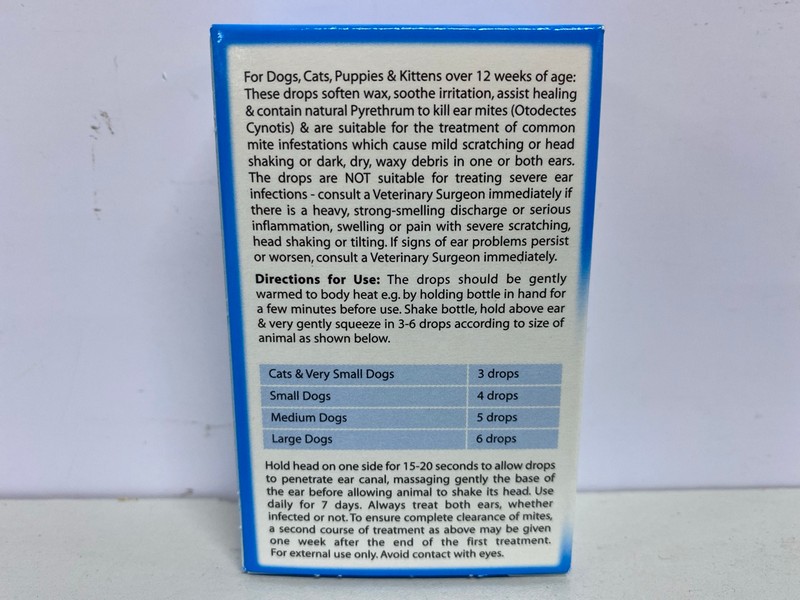 For Dogs, Cats, Puppies & Kittens over 12 weeks of age:
These drops soften wax, soothe irritation, assist healing
& contain natural Pyrethrum to kill ear mites (Otodectes
Cynotis) & are suitable for the treatment of common
mite infestations which cause mild scratching or head
shaking or dark, dry, waxy debris in one or both ears.
The drops are NOT suitable for treating severe ear
infections - consult a Veterinary Surgeon immediately if
there is a heavy, strong-smelling discharge or serious
inflammation, swelling or pain with severe scratching,
head shaking or tilting. If signs of ear problems persist
or worsen, consult a Veterinary Surgeon immediately.
Directions for Use: The drops should be gently
warmed to body heat e.g. by holding bottle in hand for
a few minutes before use. Shake bottle, hold above ear
& very gently squeeze in 3-6 drops according to size of
animal as shown below.
Cats & Very Small Dogs 3 drops
Small Dogs 4 drops
Medium Dogs 5 drops
Large Dogs 6 drops
Hold head on one side for 15-20 seconds to allow drops
to penetrate ear canal, massaging gently the base of
the ear before allowing animal to shake its head. Use
daily for 7 days. Always treat both ears, whether
infected or not. To ensure complete clearance of mites,
a second course of treatment as above may be given
one week after the end of the first treatment.
For external use only. Avoid contact with eyes.